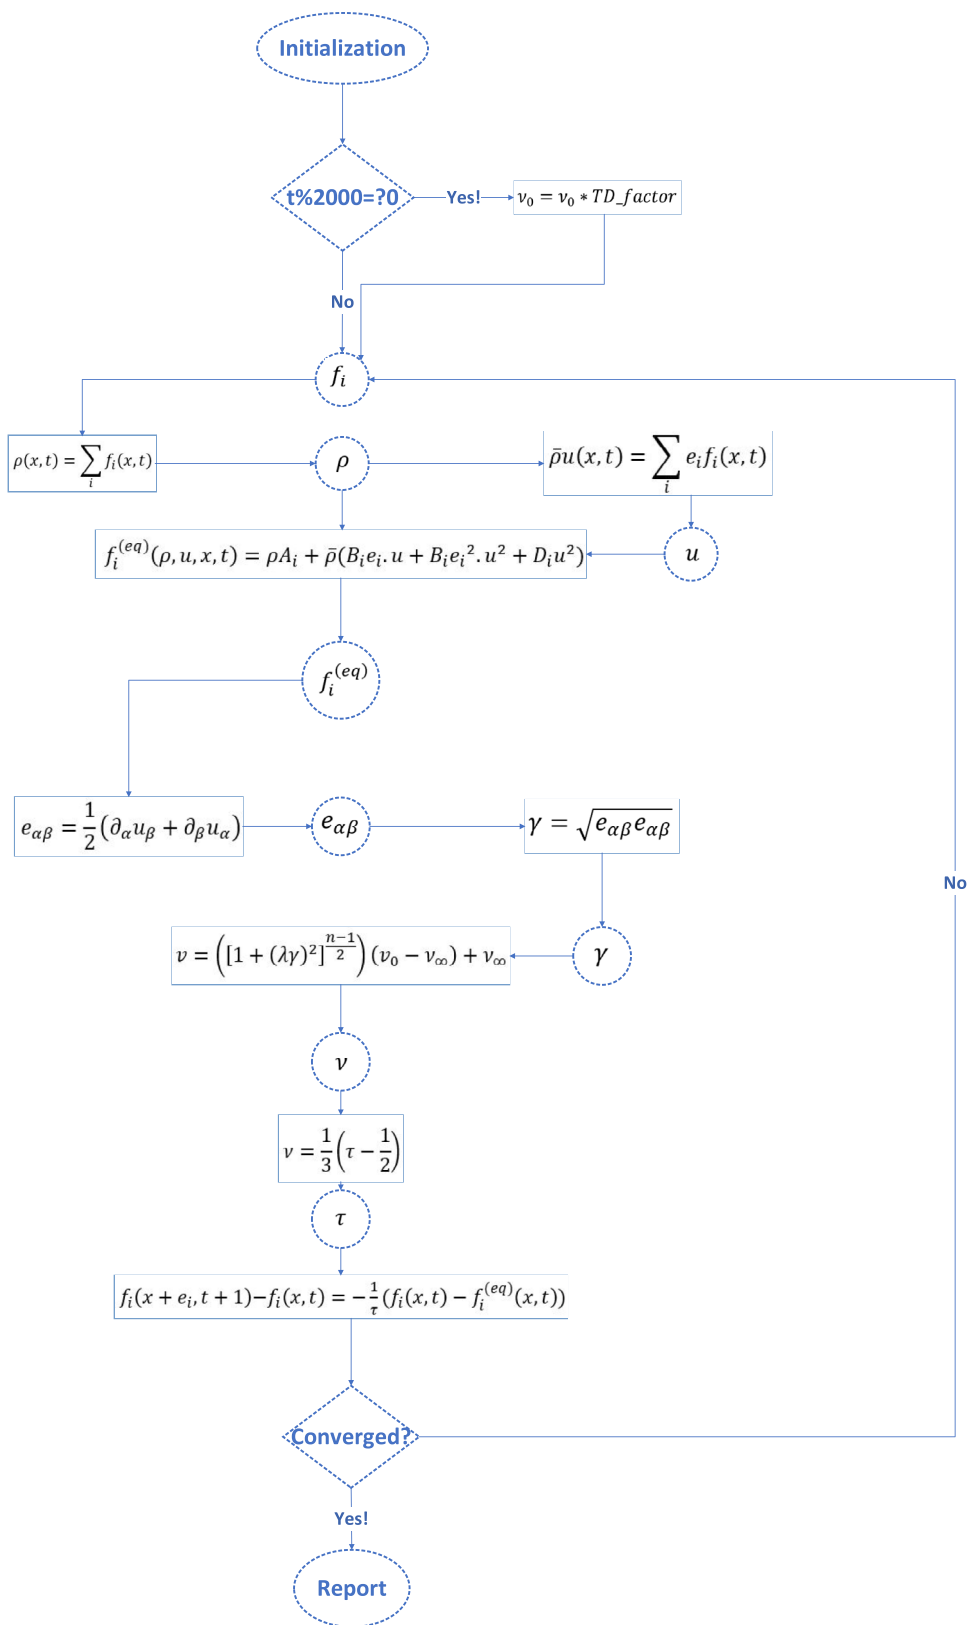 Initialization
t%2000=?0
Yes!
ν₀ = ν₀ * TD_factor
No
fᵢ
ρ(x, t) = ∑ᵢ fᵢ(x, t)
ρ
ρ̄u(x, t) = ∑ᵢ eᵢfᵢ(x, t)
fᵢ^(eq)(ρ, u, x, t) = ρAᵢ + ρ̄(Bᵢeᵢ. u + Bᵢeᵢ². u² + Dᵢu²)
u
fᵢ^(eq)
e_αβ = 1/2 (∂_αu_β + ∂_βu_α)
e_αβ
γ = √(e_αβe_αβ)
No
v = ([1 + (λγ)²]^((n−1)/2)) (v₀ − ν∞) + ν∞
γ
ν
ν = 1/3 (τ − 1/2)
τ
fᵢ(x + eᵢ, t + 1)−fᵢ(x, t) = −1/τ (fᵢ(x, t) − fᵢ^(eq)(x, t))
Converged?
Yes!
Report